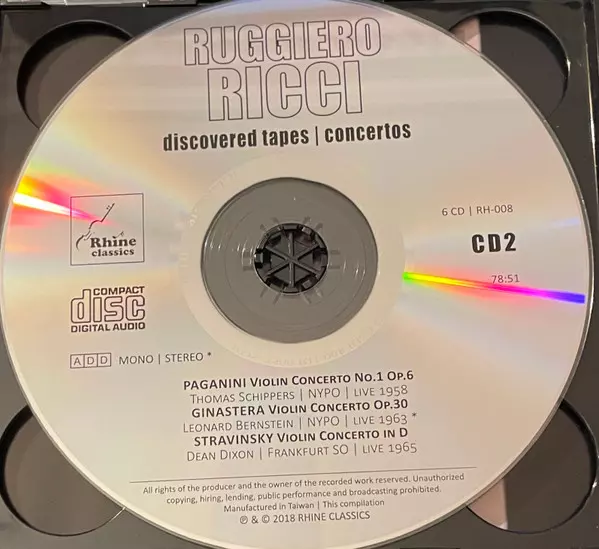 RUGGIERO
RICCI
discovered tapes | concertos
Rhine
classics
6 CD | RH-008
CD2
78:51
COMPACT
disc
DIGITAL AUDIO
ADD MONO | STEREO *
PAGANINI VIOLIN CONCERTO NO.1 OP.6
THOMAS SCHIPPERS | NYPO | LIVE 1958
GINASTERA VIOLIN CONCERTO OP.30
LEONARD BERNSTEIN | NYPO | LIVE 1963 *
STRAVINSKY VIOLIN CONCERTO IN D
DEAN DIXON | FRANKFURT SO | LIVE 1965
All rights of the producer and the owner of the recorded work reserved. Unauthorized
copying, hiring, lending, public performance and broadcasting prohibited.
Manufactured in Taiwan | This compilation
℗ & © 2018 RHINE CLASSICS